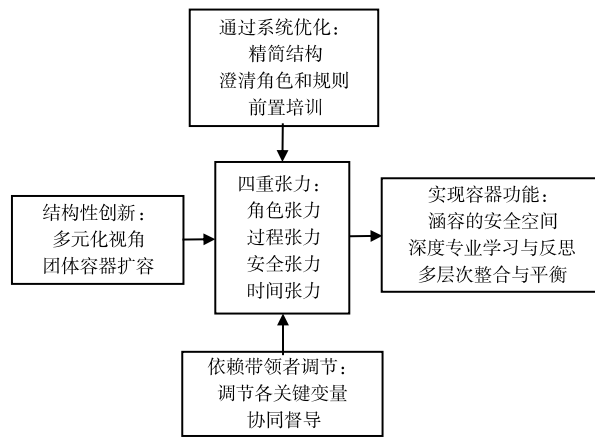 通过系统优化：
精简结构
澄清角色和规则
前置培训
结构性创新：
多元化视角
团体容器扩容
四重张力：
角色张力
过程张力
安全张力
时间张力
实现容器功能：
涵容的安全空间
深度专业学习与反思
多层次整合与平衡
依赖带领者调节：
调节各关键变量
协同督导